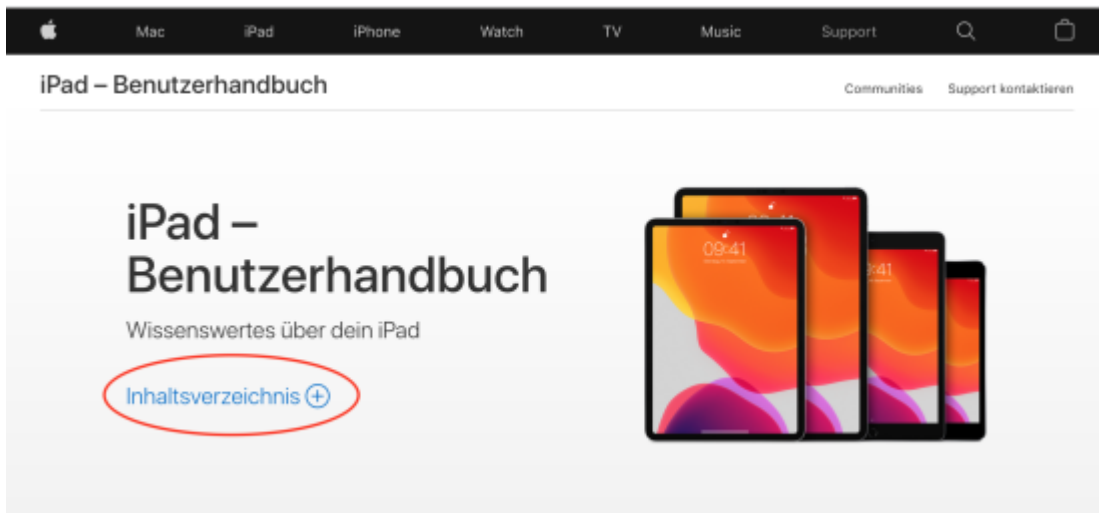 Mac iPad iPhone Watch TV Music Support
iPad – Benutzerhandbuch
Communities Support kontaktieren
iPad –
Benutzerhandbuch
Wissenswertes über dein iPad
Inhaltsverzeichnis
09:41